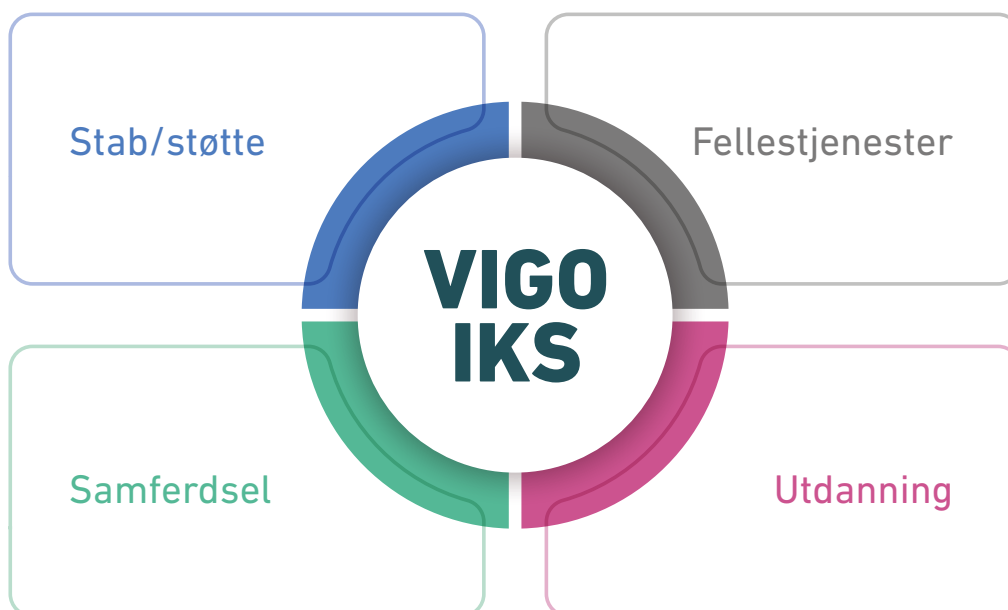 Stab/støtte
Fellestjenester
VIGO
IKS
Samferdsel
Utdanning